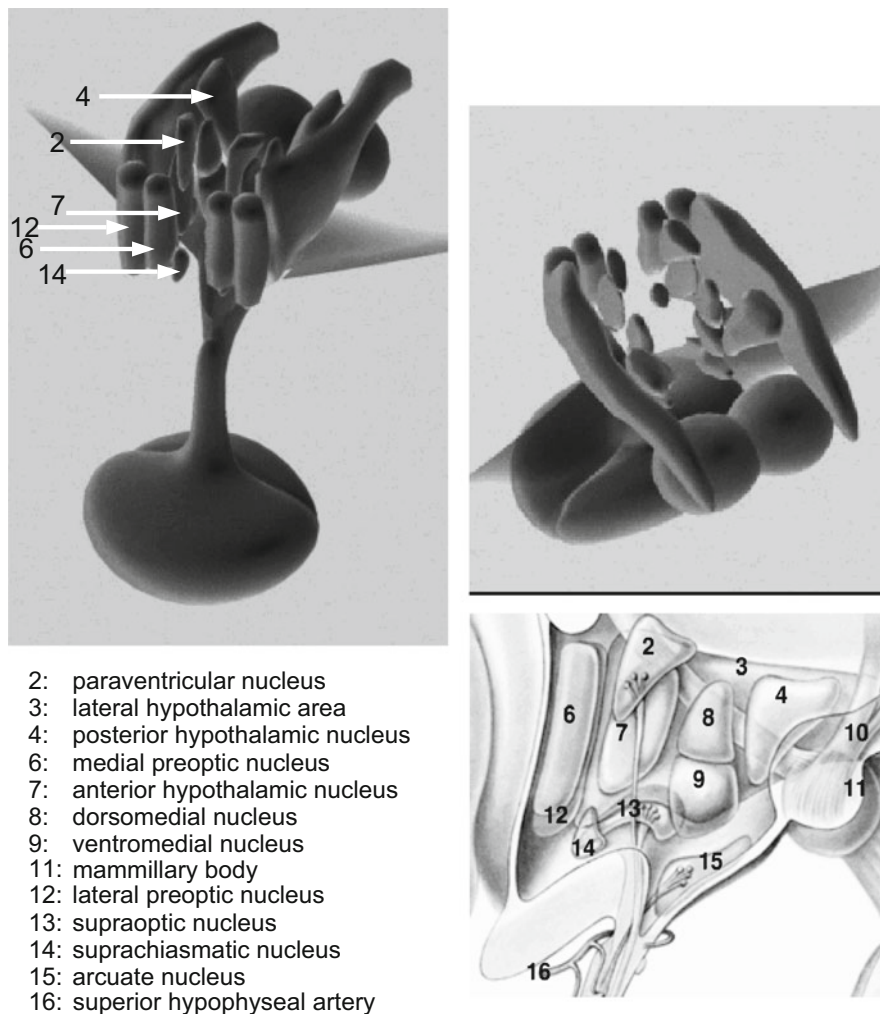 4
2
7
12
6
14
2: paraventricular nucleus
3: lateral hypothalamic area
4: posterior hypothalamic nucleus
6: medial preoptic nucleus
7: anterior hypothalamic nucleus
8: dorsomedial nucleus
9: ventromedial nucleus
11: mammillary body
12: lateral preoptic nucleus
13: supraoptic nucleus
14: suprachiasmatic nucleus
15: arcuate nucleus
16: superior hypophyseal artery
2
3
4
6
7
8
10
9
11
12
13
14
15
16